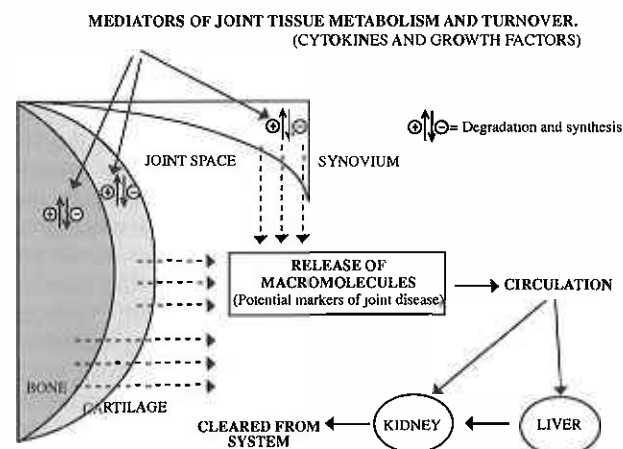 MEDIATORS OF JOINT TISSUE METABOLISM AND TURNOVER.
(CYTOKINES AND GROWTH FACTORS)
⊕ ⊖ = Degradation and synthesis
⊕ ⊖
JOINT SPACE
SYNOVIUM
⊕ ⊖
⊕ ⊖
RELEASE OF
MACROMOLECULES
(Potential markers of joint disease)
CIRCULATION
BONE
CARTILAGE
CLEARED FROM
SYSTEM
KIDNEY
LIVER